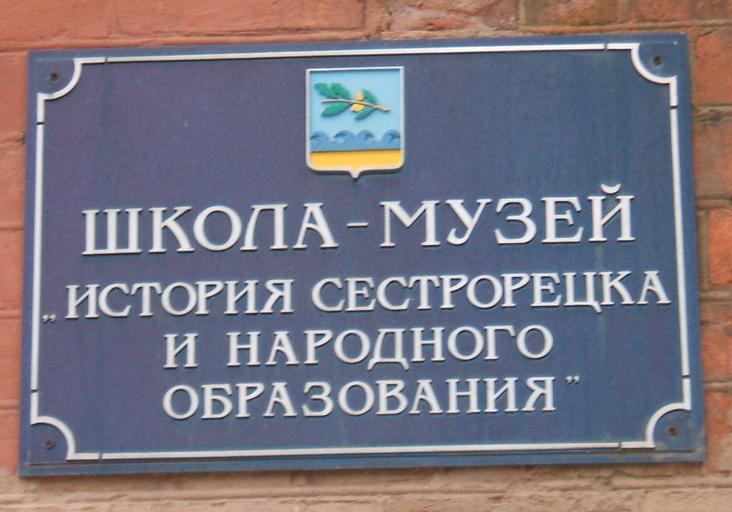 ШКОЛА - МУЗЕЙ
„ИСТОРИЯ СЕСТРОРЕЦКА
И НАРОДНОГО
ОБРАЗОВАНИЯ”